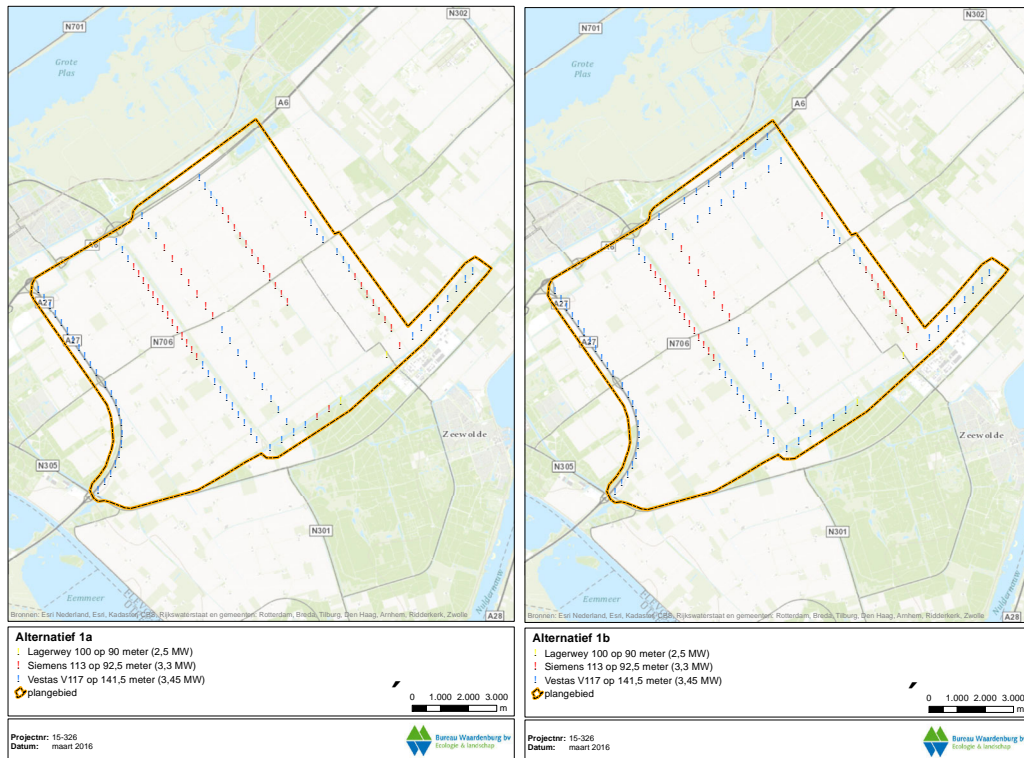 N701
N302
Grote
Plas
A6
A6
A27
A27
N706
Zeewolde
N305
N301
Eemmeer
Nuldernauw
Bronnen: Esri Nederland, Esri, Kadaster, CBS, Rijkswaterstaat en gemeenten: Rotterdam, Breda, Tilburg, Den Haag, Arnhem, Ridderkerk, Zwolle
A28
Alternatief 1a
Lagerwey 100 op 90 meter (2,5 MW)
Siemens 113 op 92,5 meter (3,3 MW)
Vestas V117 op 141,5 meter (3,45 MW)
plangebied
0 1.000 2.000 3.000
m
Projectnr: 15-326
Datum: maart 2016
Bureau Waardenburg bv
Ecologie & landschap
N701
N302
Grote
Plas
A6
A6
A27
A27
N706
Zeewolde
N305
N301
Eemmeer
Nuldernauw
Bronnen: Esri Nederland, Esri, Kadaster, CBS, Rijkswaterstaat en gemeenten: Rotterdam, Breda, Tilburg, Den Haag, Arnhem, Ridderkerk, Zwolle
A28
Alternatief 1b
Lagerwey 100 op 90 meter (2,5 MW)
Siemens 113 op 92,5 meter (3,3 MW)
Vestas V117 op 141,5 meter (3,45 MW)
plangebied
0 1.000 2.000 3.000
m
Projectnr: 15-326
Datum: maart 2016
Bureau Waardenburg bv
Ecologie & landschap